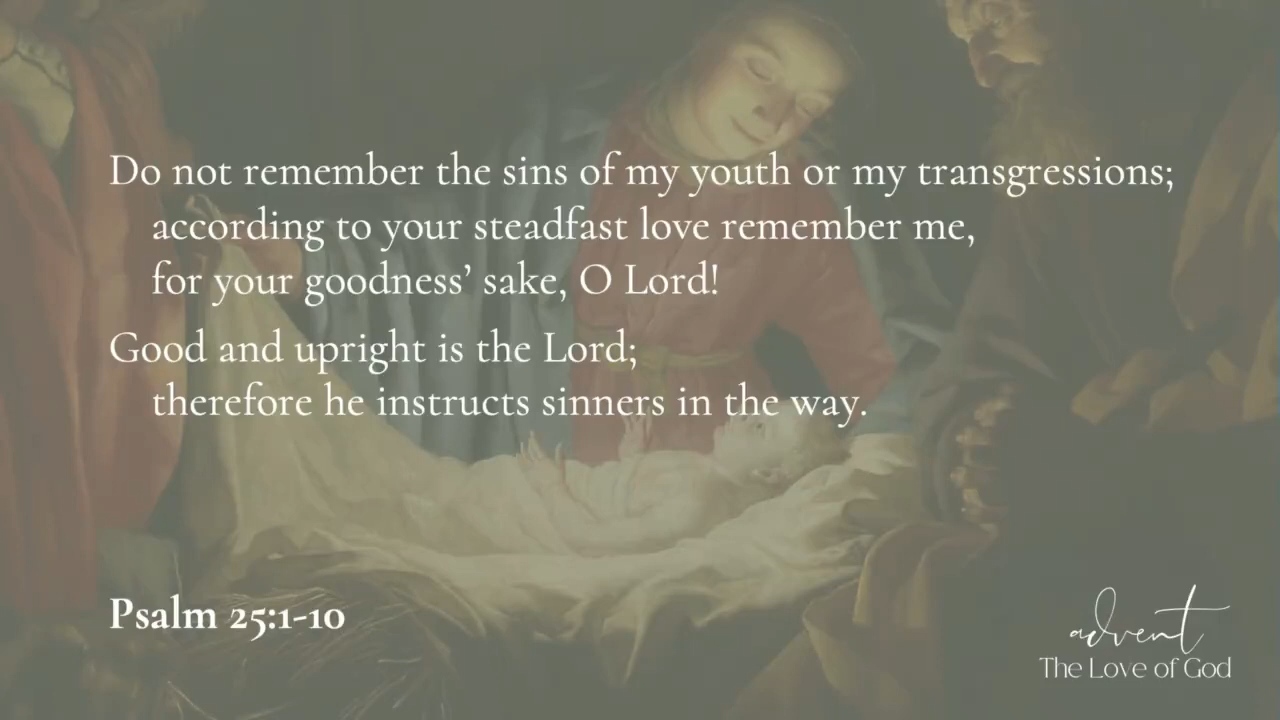 Do not remember the sins of my youth or my transgressions;
according to your steadfast love remember me,
for your goodness’ sake, O Lord!
Good and upright is the Lord;
therefore he instructs sinners in the way.
Psalm 25:1-10
advent
The Love of God